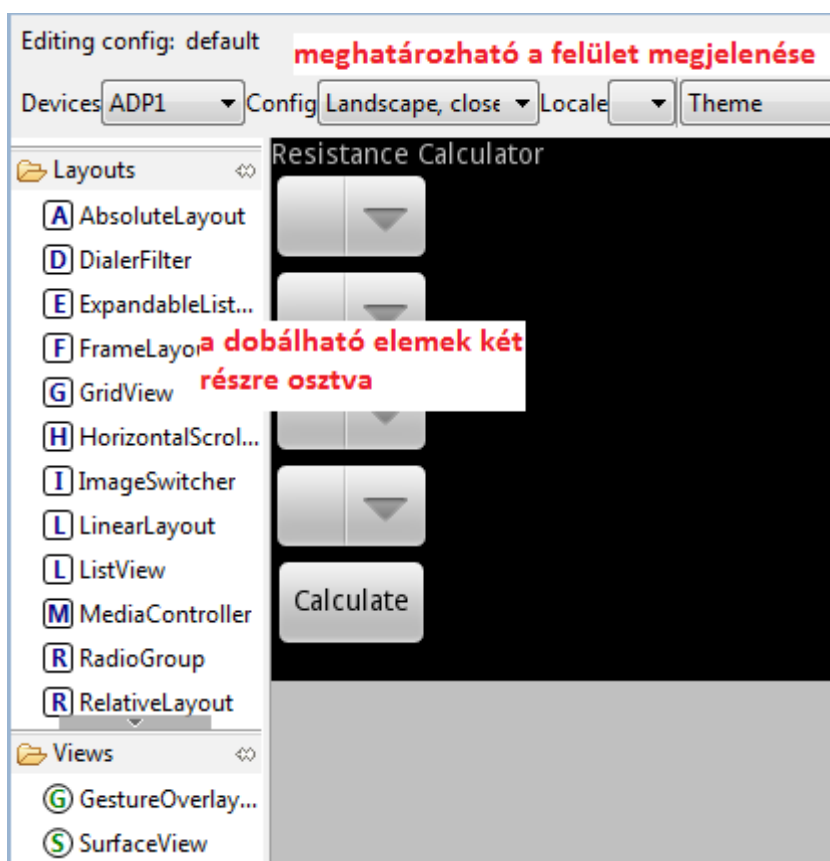 Editing config: default
meghatározható a felület megjelenése
Devices ADP1 Config Landscape, close Locale Theme
Layouts
A AbsoluteLayout
D DialerFilter
E ExpandableList...
F FrameLayou
G GridView
H HorizontalScrol...
I ImageSwitcher
L LinearLayout
L ListView
M MediaController
R RadioGroup
R RelativeLayout
Views
G GestureOverlay...
S SurfaceView
Resistance Calculator
a dobálható elemek két
részre osztva
Calculate